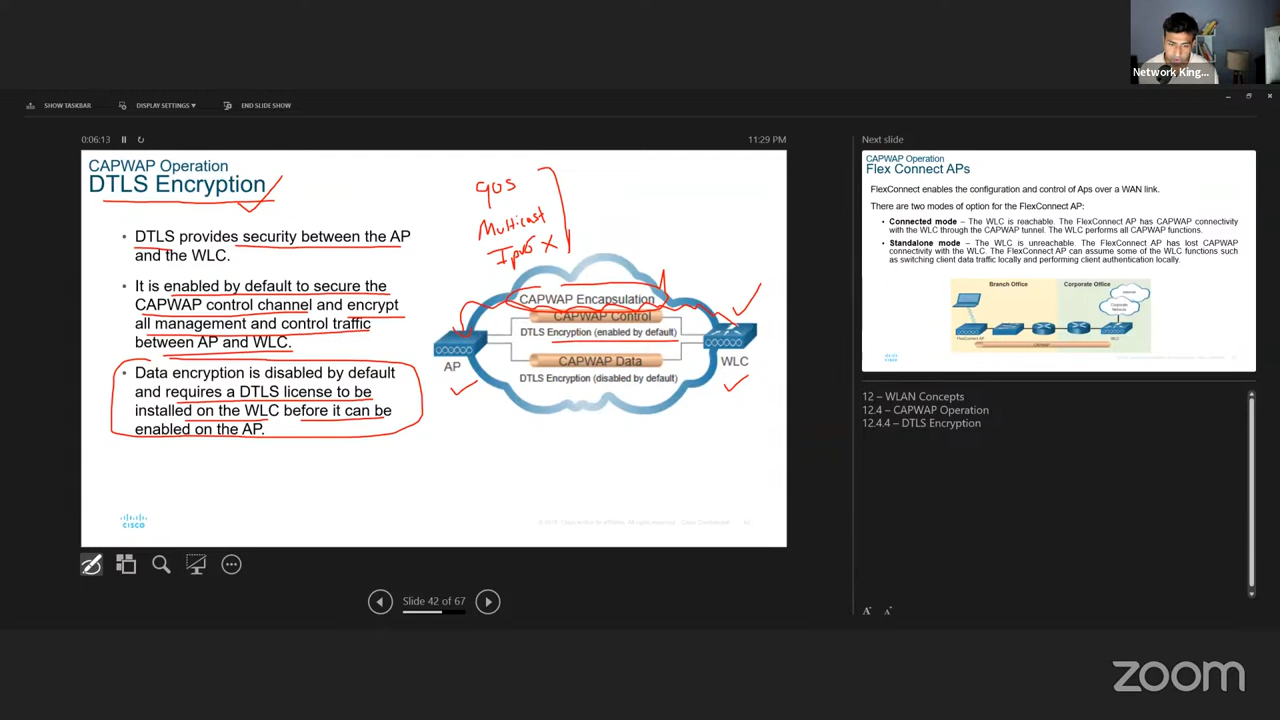 Network King...
SHOW TASKBAR
DISPLAY SETTINGS ▾
END SLIDE SHOW
0:06:13
11:29 PM
CAPWAP Operation
DTLS Encryption
• DTLS provides security between the AP
and the WLC.
• It is enabled by default to secure the
CAPWAP control channel and encrypt
all management and control traffic
between AP and WLC.
• Data encryption is disabled by default
and requires a DTLS license to be
installed on the WLC before it can be
enabled on the AP.
qos
Multicast
Ipv6 X
CAPWAP Encapsulation
CAPWAP Control
DTLS Encryption (enabled by default)
AP
WLC
CAPWAP Data
DTLS Encryption (disabled by default)
CISCO
Slide 42 of 67
Next slide
CAPWAP Operation
Flex Connect APs
FlexConnect enables the configuration and control of Aps over a WAN link.
There are two modes of option for the FlexConnect AP:
• Connected mode – The WLC is reachable. The FlexConnect AP has CAPWAP connectivity
with the WLC through the CAPWAP tunnel. The WLC performs all CAPWAP functions.
• Standalone mode – The WLC is unreachable. The FlexConnect AP has lost CAPWAP
connectivity with the WLC. The FlexConnect AP can assume some of the WLC functions such
as switching client data traffic locally and performing client authentication locally.
Branch Office
Corporate Office
Corporate
Network
FlexConnect AP
WLC
CAPWAP
12 – WLAN Concepts
12.4 – CAPWAP Operation
12.4.4 – DTLS Encryption
A A
zoom